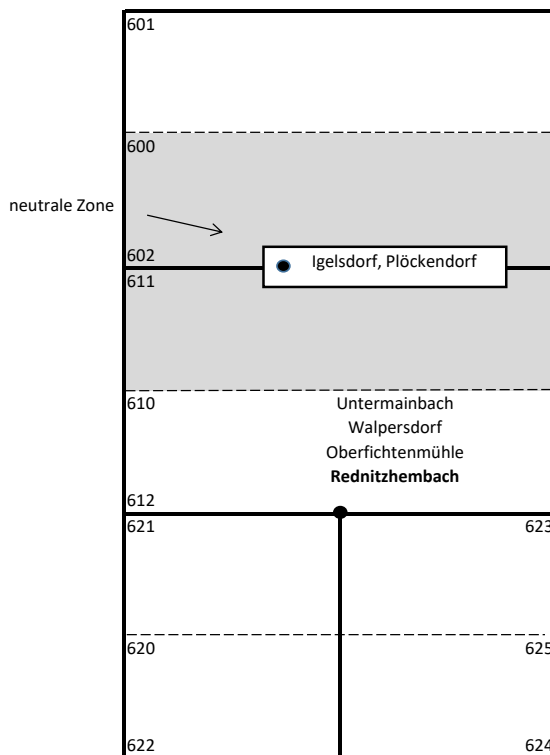 601
600
neutrale Zone
602
Igelsdorf, Plöckendorf
611
610
Untermainbach
Walpersdorf
Oberfichtenmühle
Rednitzhembach
612
621
623
620
625
622
624